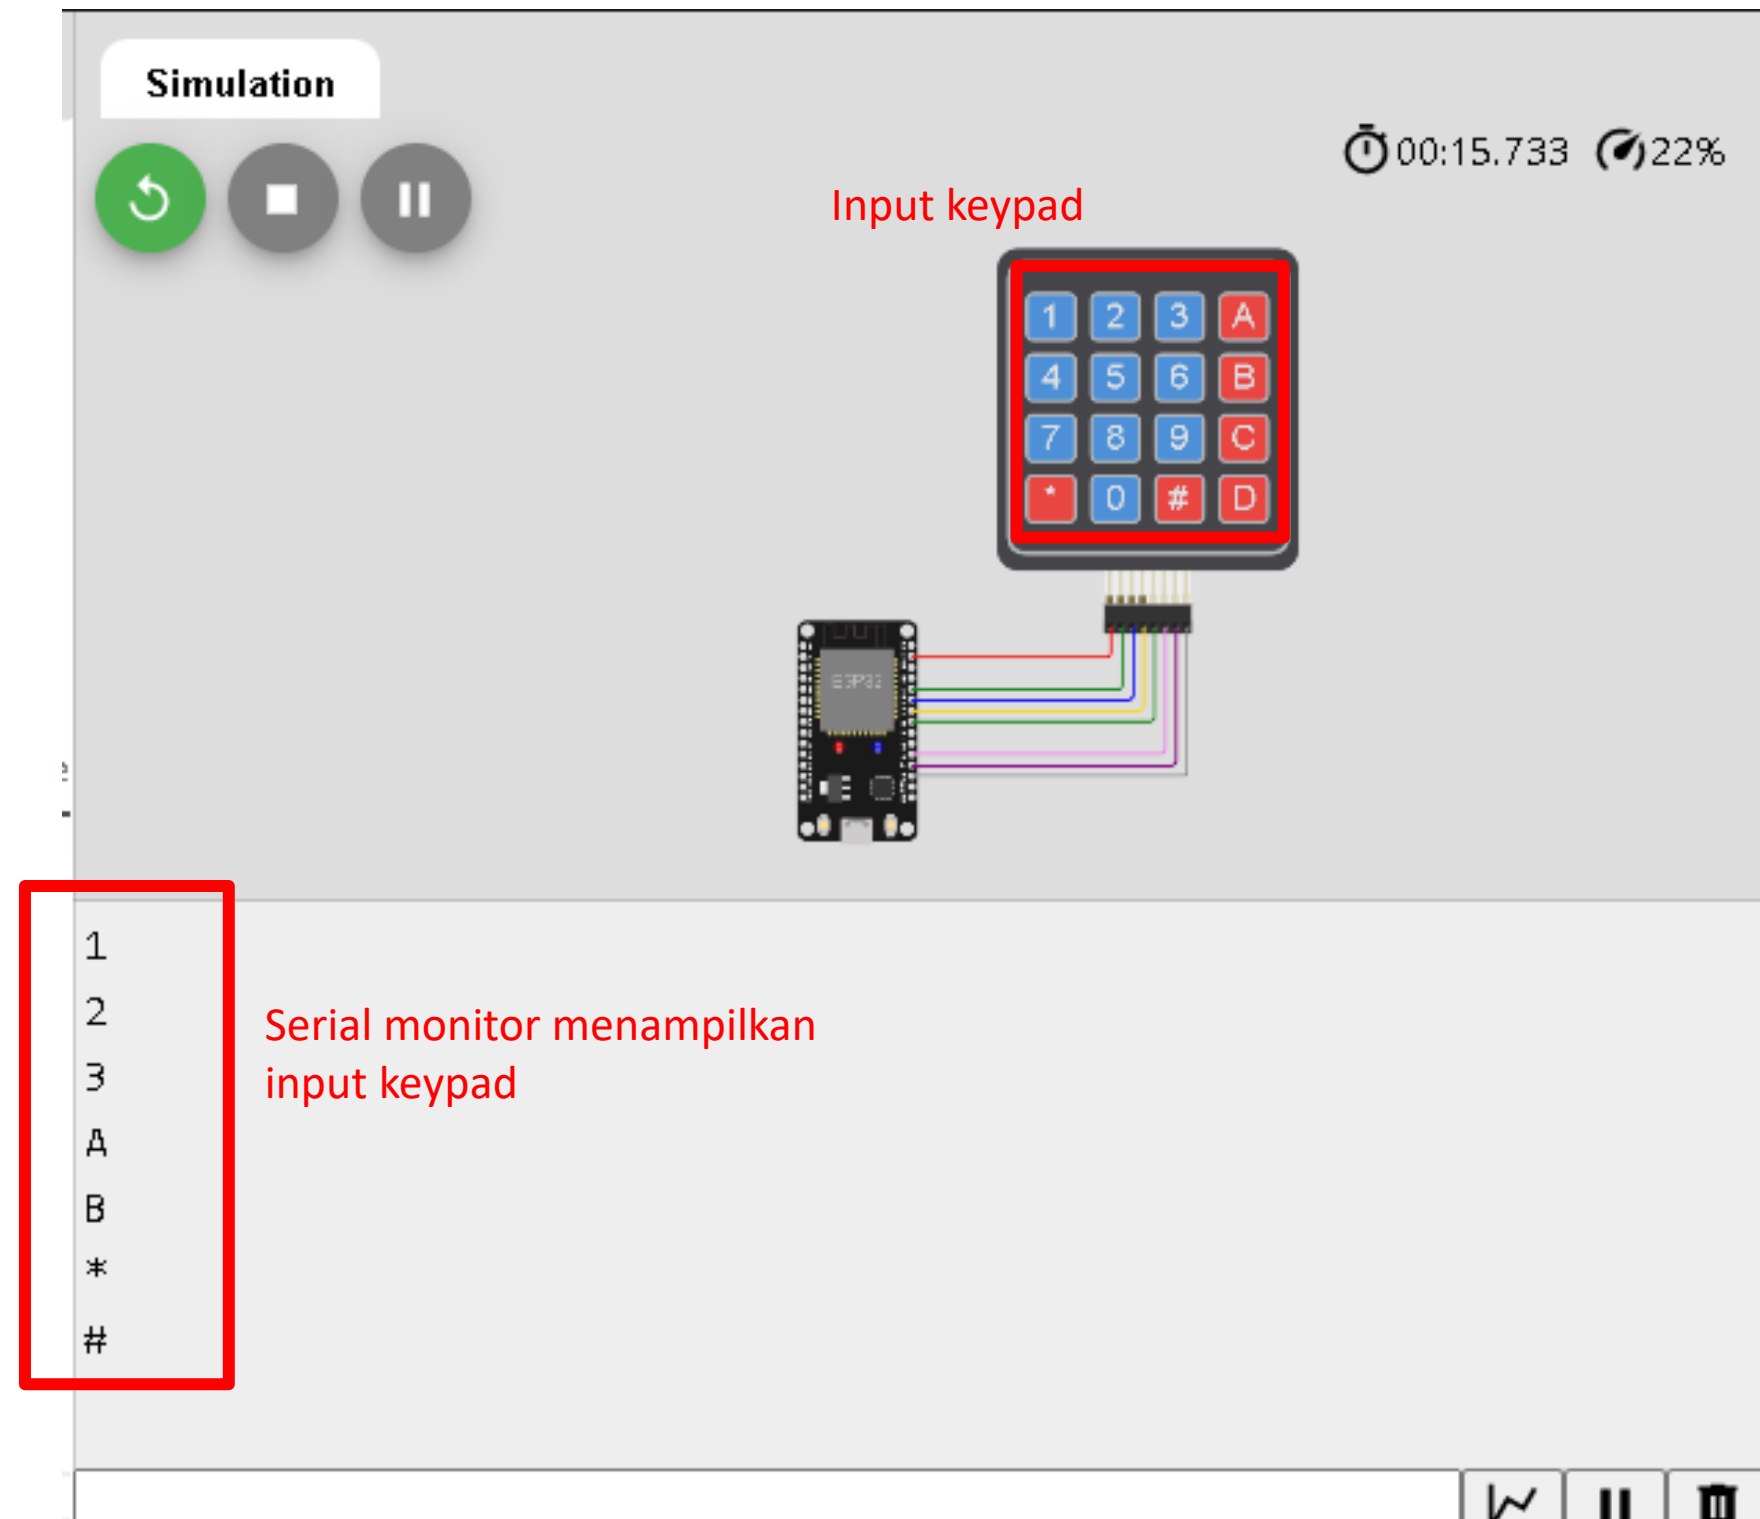 Simulation
00:15.733 22%
Input keypad
1 2 3 A
4 5 6 B
7 8 9 C
* 0 # D
ESP32
1
2
3
A
B
*
#
Serial monitor menampilkan
input keypad